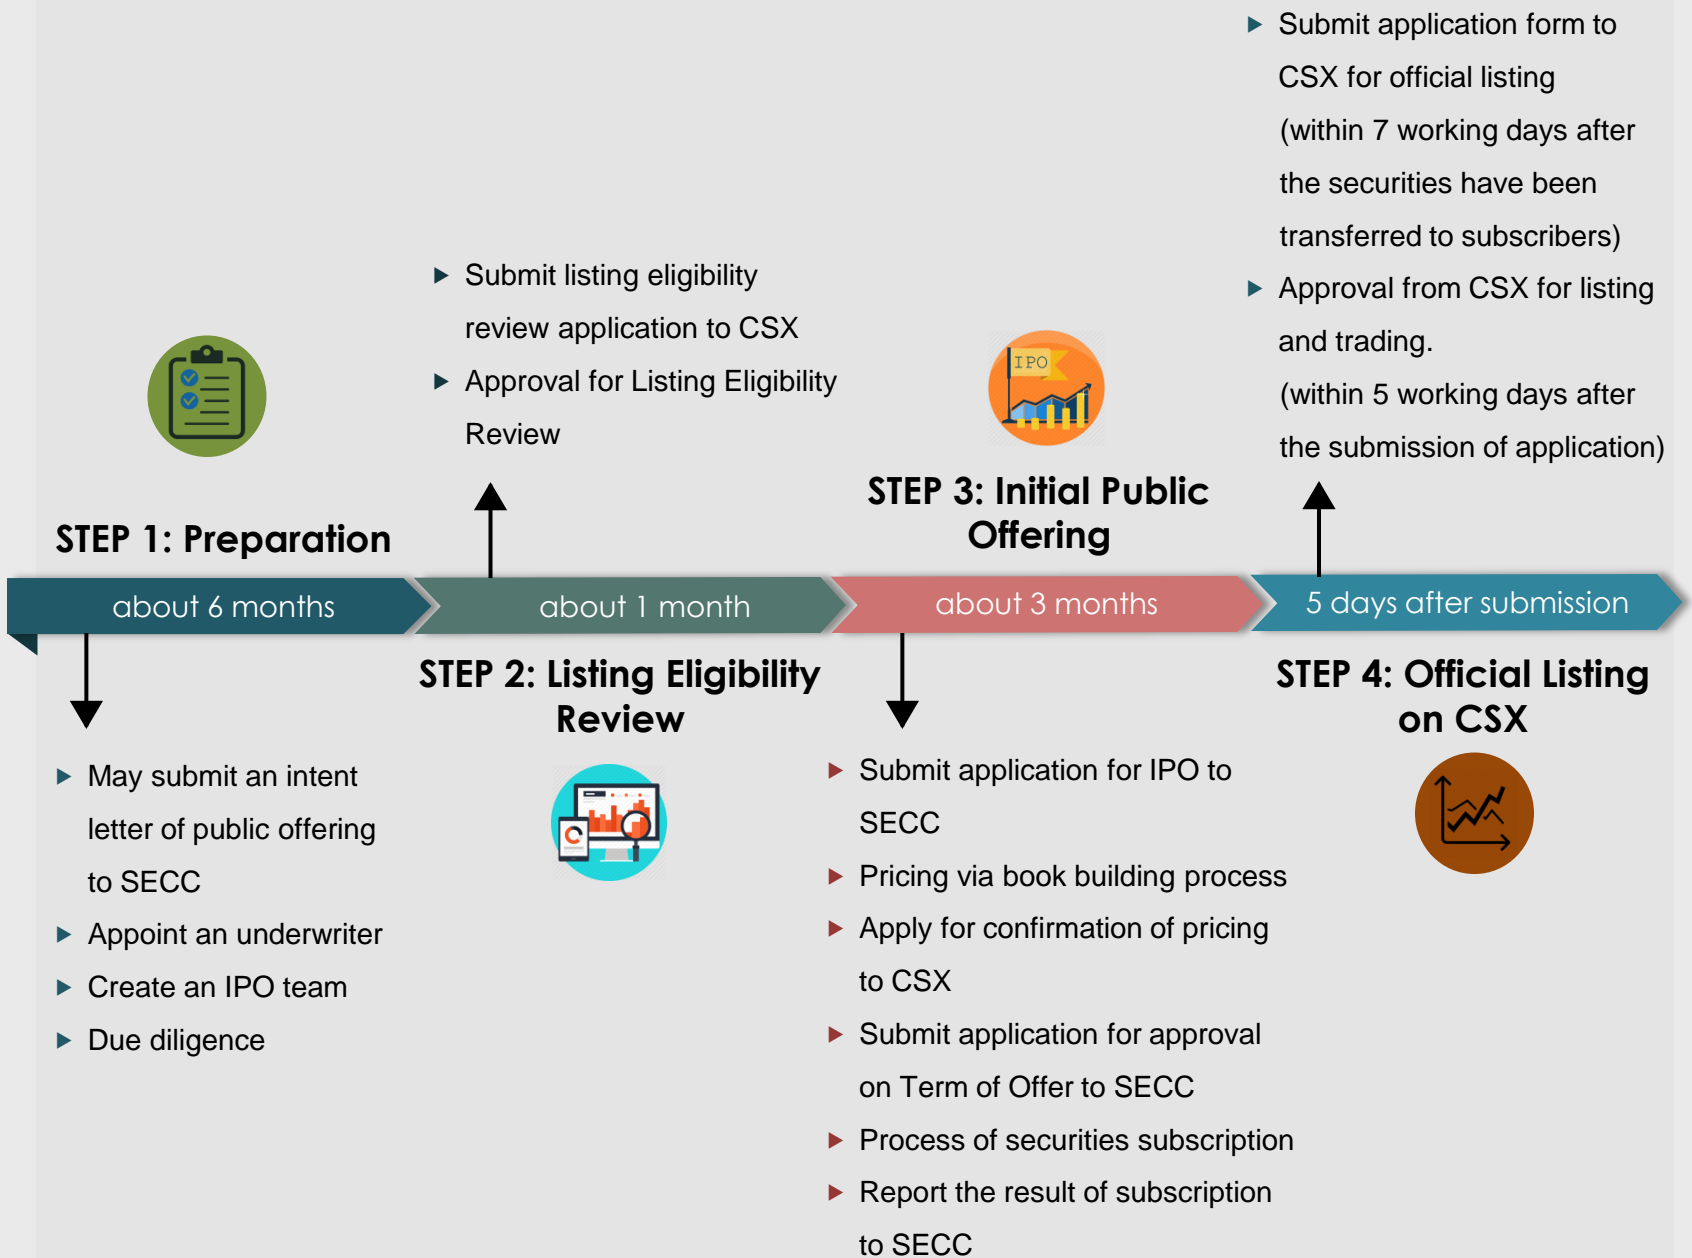 STEP 1: Preparation
about 6 months
May submit an intent
letter of public offering
to SECC
Appoint an underwriter
Create an IPO team
Due diligence
Submit listing eligibility
review application to CSX
Approval for Listing Eligibility
Review
about 1 month
STEP 2: Listing Eligibility
Review
IPO
STEP 3: Initial Public
Offering
about 3 months
Submit application for IPO to
SECC
Pricing via book building process
Apply for confirmation of pricing
to CSX
Submit application for approval
on Term of Offer to SECC
Process of securities subscription
Report the result of subscription
to SECC
Submit application form to
CSX for official listing
(within 7 working days after
the securities have been
transferred to subscribers)
Approval from CSX for listing
and trading.
(within 5 working days after
the submission of application)
5 days after submission
STEP 4: Official Listing
on CSX